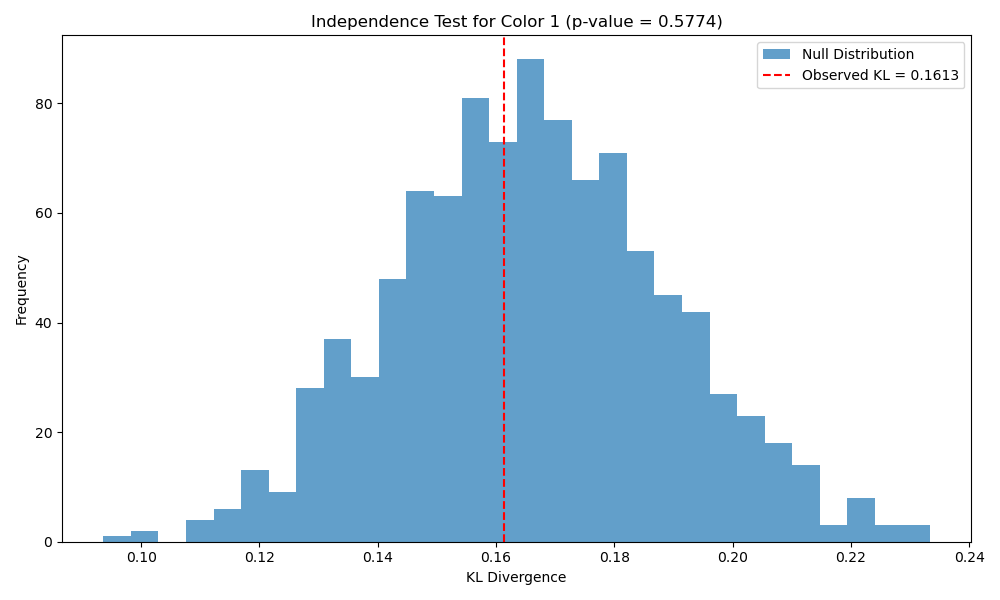 Independence Test for Color 1 (p-value = 0.5774)
Null Distribution
Observed KL = 0.1613
Frequency
80
60
40
20
0
0.10 0.12 0.14 0.16 0.18 0.20 0.22 0.24
KL Divergence